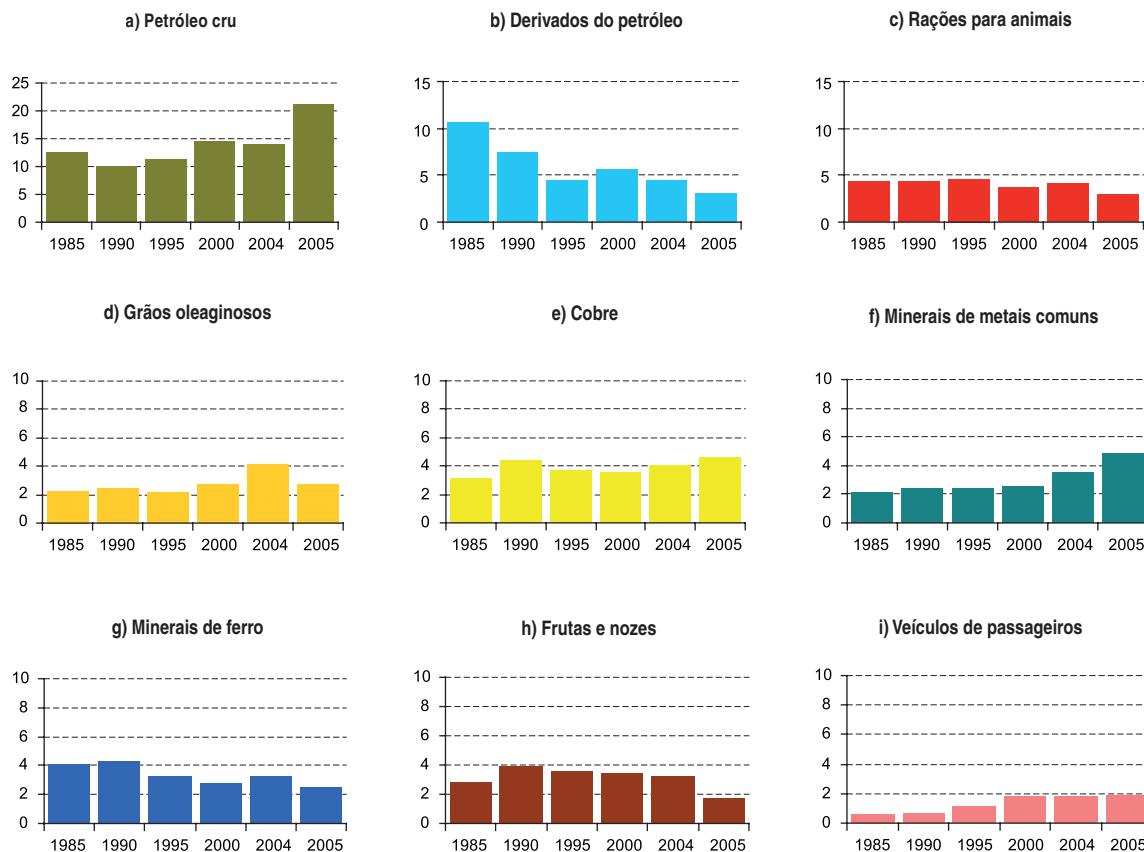 a) Petróleo cru
25
20
15
10
5
0
1985 1990 1995 2000 2004 2005
b) Derivados do petróleo
15
10
5
0
1985 1990 1995 2000 2004 2005
c) Rações para animais
15
10
5
0
1985 1990 1995 2000 2004 2005
d) Grãos oleaginosos
10
8
6
4
2
0
1985 1990 1995 2000 2004 2005
e) Cobre
10
8
6
4
2
0
1985 1990 1995 2000 2004 2005
f) Minerais de metais comuns
10
8
6
4
2
0
1985 1990 1995 2000 2004 2005
g) Minerais de ferro
10
8
6
4
2
0
1985 1990 1995 2000 2004 2005
h) Frutas e nozes
10
8
6
4
2
0
1985 1990 1995 2000 2004 2005
i) Veículos de passageiros
10
8
6
4
2
0
1985 1990 1995 2000 2004 2005